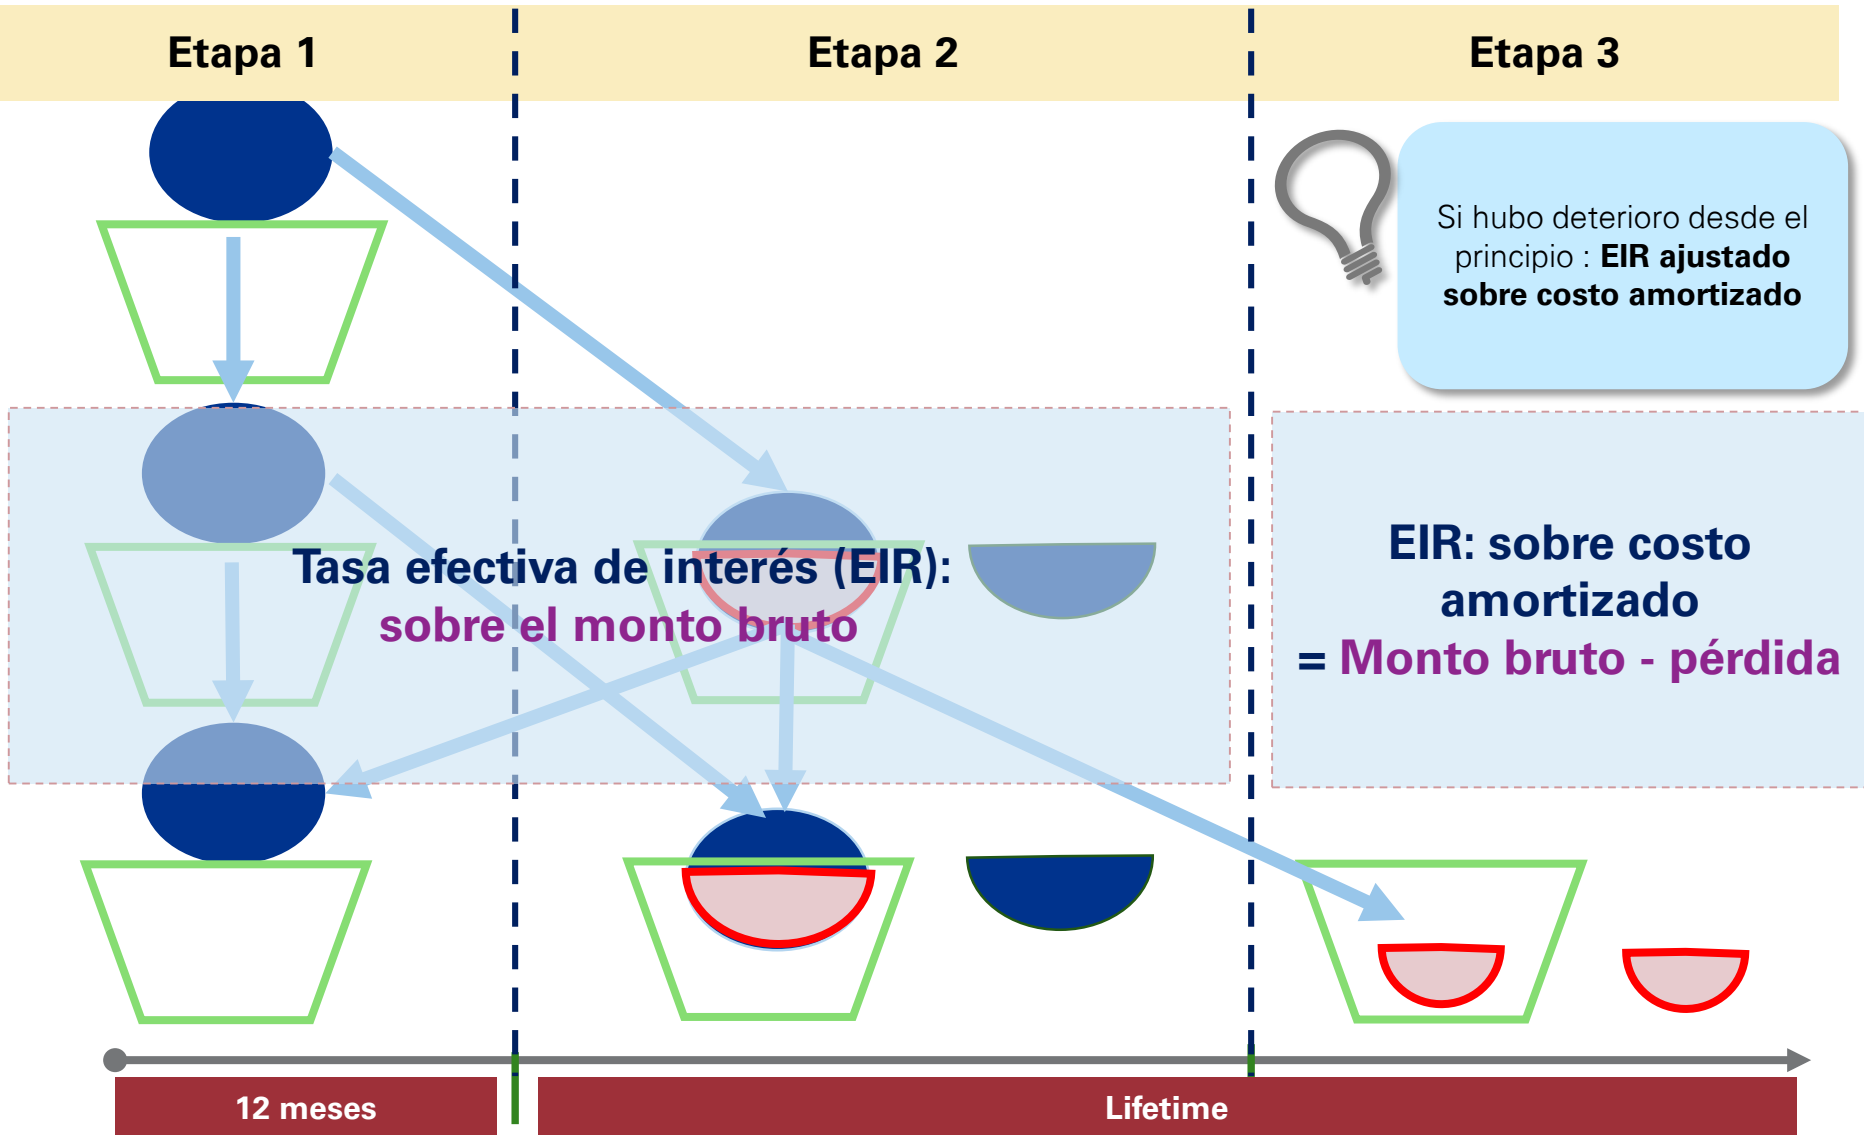 Etapa 1
Etapa 2
Etapa 3
Si hubo deterioro desde el
principio : EIR ajustado
sobre costo amortizado
Tasa efectiva de interés (EIR):
sobre el monto bruto
EIR: sobre costo
amortizado
= Monto bruto - pérdida
12 meses
Lifetime